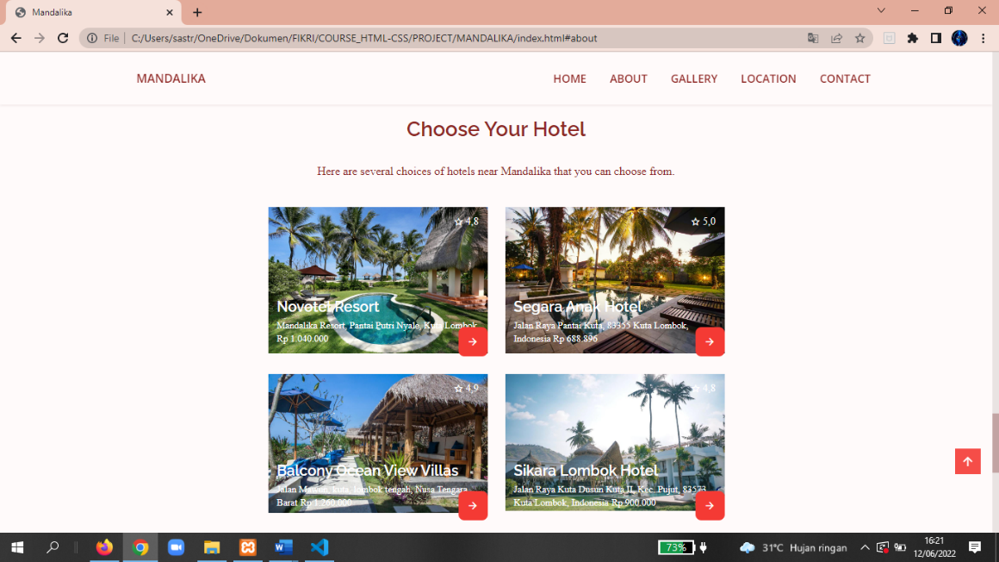 Mandalika
File
C:/Users/sastr/OneDrive/Dokumen/FIKRI/COURSE_HTML-CSS/PROJECT/MANDALIKA/index.html#about
MANDALIKA
HOME ABOUT GALLERY LOCATION CONTACT
Choose Your Hotel
Here are several choices of hotels near Mandalika that you can choose from.
4,8
Novotel Resort
Mandalika Resort, Pantai Putri Nyale, Kuta Lombok
Rp 1.040.000
5,0
Segara Anak Hotel
Jalan Raya Pantai Kuta, 83355 Kuta Lombok,
Indonesia Rp 688.896
4,9
Balcony Ocean View Villas
Jalan Mawun, kuta, lombok tengah, Nusa Tengara
Barat Rp 1.260.000
4,8
Sikara Lombok Hotel
Jalan Raya Kuta Dusun Kuta II, Kec. Pujut, 83573
Kuta Lombok, Indonesia Rp 900.000
73%
31°C Hujan ringan
16:21
12/06/2022